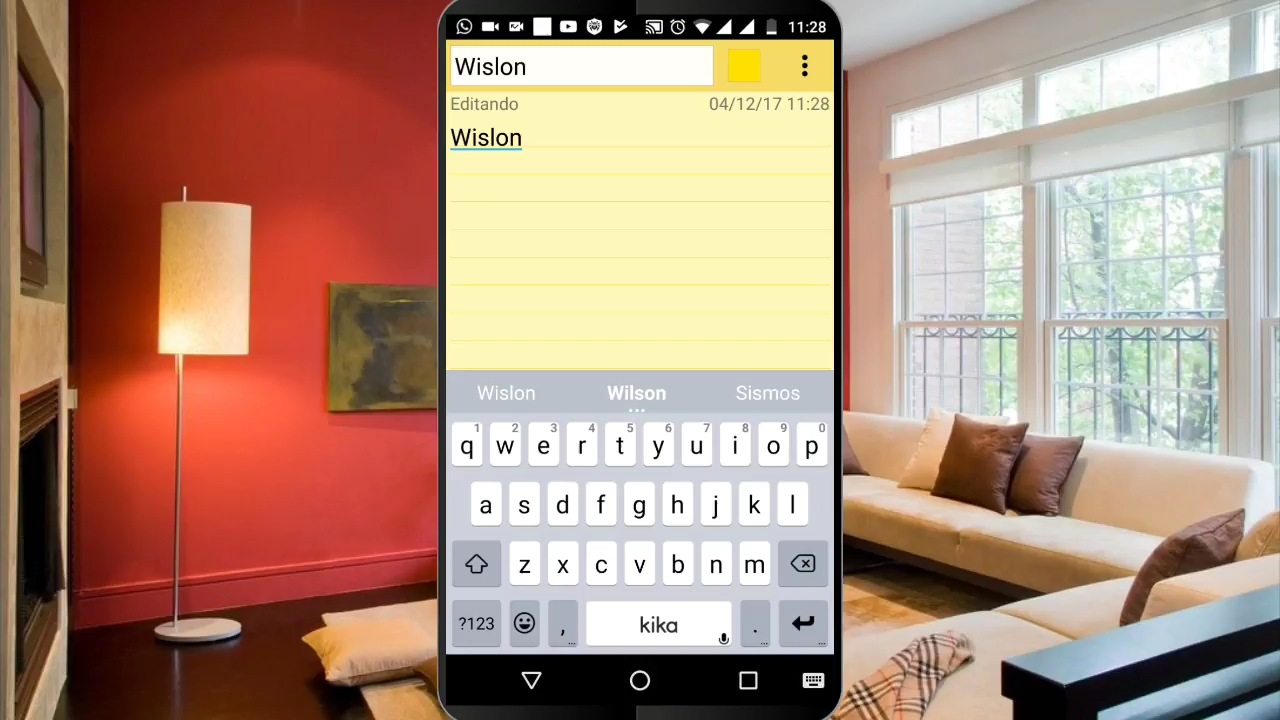 11:28
Wislon
Editando 04/12/17 11:28
Wislon
Wislon Wilson Sismos
1 2 3 4 5 6 7 8 9 0
q w e r t y u i o p
a s d f g h j k l
z x c v b n m
?123 , kika .